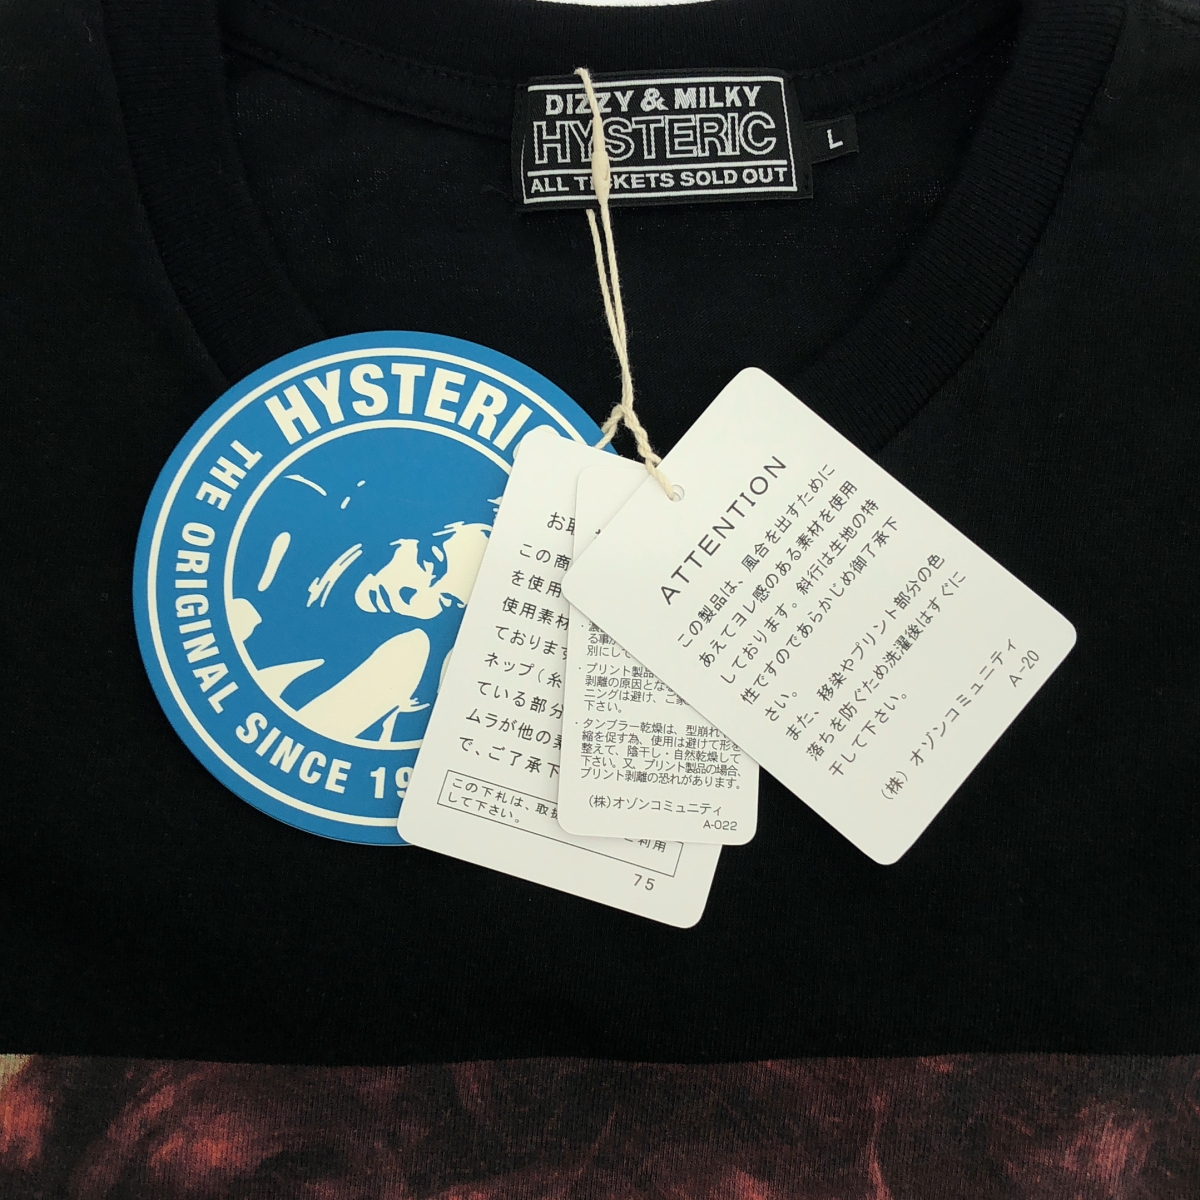 DIZZY & MILKY
HYSTERIC
ALL TICKETS SOLD OUT
L
HYSTERIC
THE ORIGINAL SINCE 19
ATTENTION
この製品は、風合を出すために
あえてヨレ感のある素材を使用
しております。斜行は生地の特
性ですのであらかじめ御了承下
さい。
また、移染やプリント部分の色
落ちを防ぐため洗濯後はすぐに
干して下さい。
(株) オゾンコミュニティ
A-20
お取
この商
を使用
使用素材
ております
ネップ(糸
ている部分
ムラが他の素
で、ご了承下
この下札は、取扱
ご利用
して下さい。
75
る事が
別にして
・プリント製品
剥離の原因となる
ニングは避け、ご家
下さい。
・タンブラー乾燥は、型崩れ
縮を促す為、使用は避けて形を
整えて、陰干し・自然乾燥して
下さい。又、プリント製品の場合、
プリント剥離の恐れがあります。
(株)オゾンコミュニティ
A-022